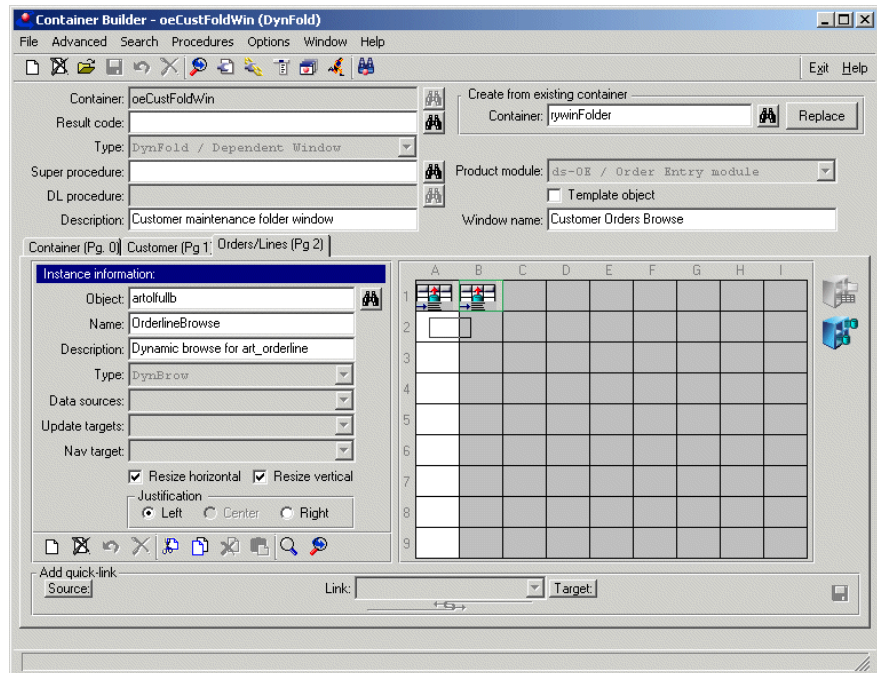 Container Builder - oeCustFoldWin (DynFold)
File Advanced Search Procedures Options Window Help
Exit Help
Container: oeCustFoldWin
Create from existing container
Container: rywinFolder Replace
Result code:
Type: DynFold / Dependent Window
Super procedure:
Product module: ds-OE / Order Entry module
DL procedure:
Template object
Description: Customer maintenance folder window
Window name: Customer Orders Browse
Container (Pg. 0) Customer (Pg 1 Orders/Lines (Pg 2)
Instance information:
Object: artolfullb
Name: OrderlineBrowse
Description: Dynamic browse for art_orderline
Type: DynBrow
Data sources:
Update targets:
Nav target:
Resize horizontal Resize vertical
Justification
Left Center Right
A B C D E F G H I
1
2
3
4
5
6
7
8
9
Add quick-link
Source: Link: Target: